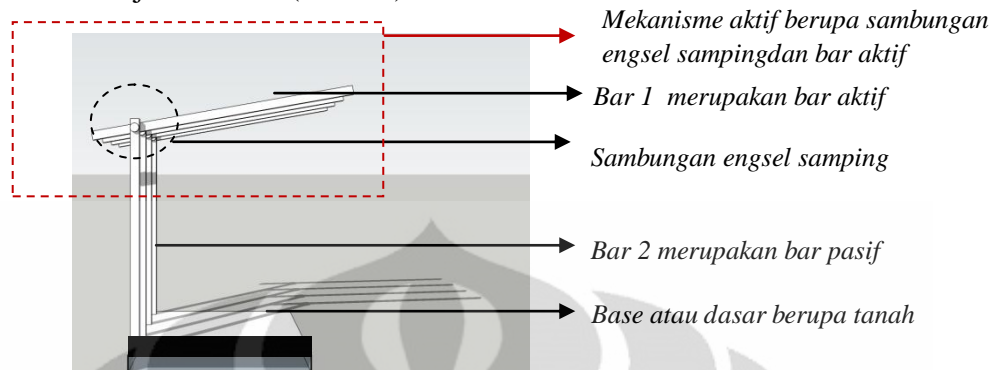 Mekanisme aktif berupa sambungan
engsel sampingdan bar aktif
Bar 1 merupakan bar aktif
Sambungan engsel samping
Bar 2 merupakan bar pasif
Base atau dasar berupa tanah